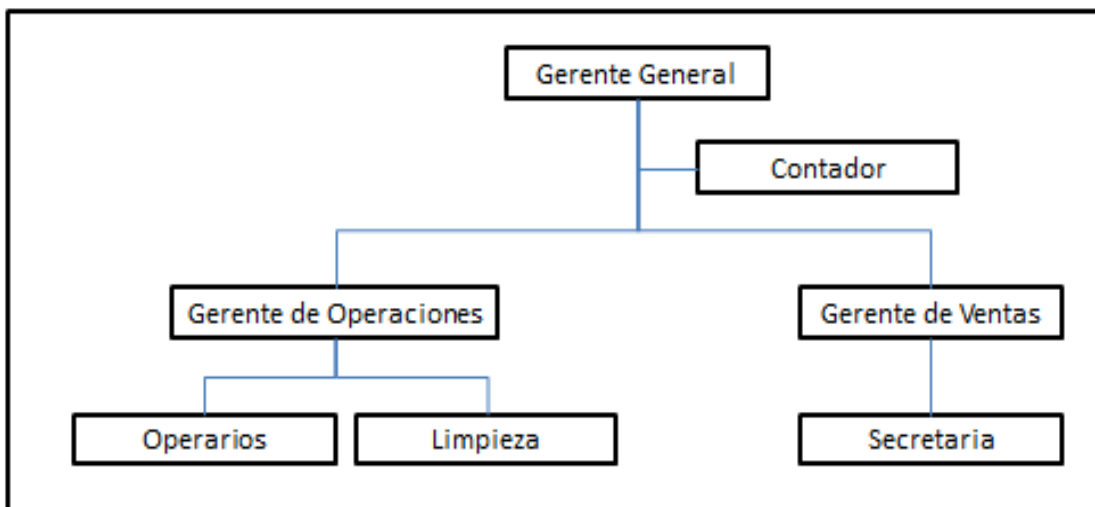 Gerente General
Contador
Gerente de Operaciones
Gerente de Ventas
Operarios
Limpieza
Secretaria